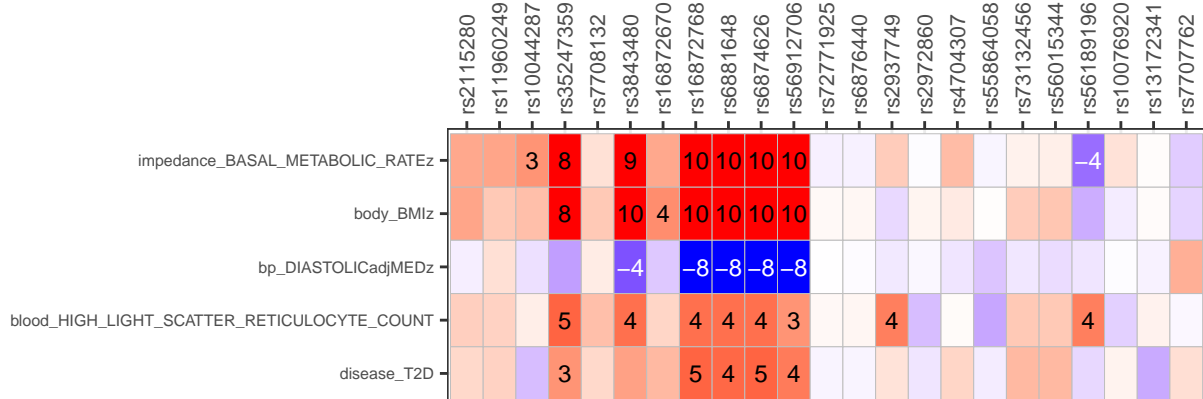 rs2115280 rs11960249 rs10044287 rs35247359 rs7708132 rs3843480 rs16872670 rs16872768 rs6881648 rs6874626 rs56912706 rs72771925 rs6876440 rs2937749 rs2972860 rs4704307 rs55864058 rs73132456 rs56015344 rs56189196 rs10076920 rs13172341 rs7707762
impedance_BASAL_METABOLIC_RATEz 3 8 9 10 10 10 10 −4
body_BMIz 8 10 4 10 10 10 10
bp_DIASTOLICadjMEDz −4 −8 −8 −8 −8
blood_HIGH_LIGHT_SCATTER_RETICULOCYTE_COUNT 5 4 4 4 4 3 4 4
disease_T2D 3 5 4 5 4